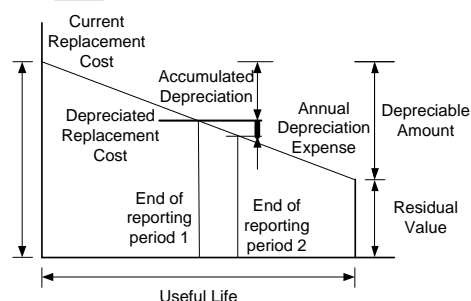 Current
Replacement
Cost
Accumulated
Depreciation
Depreciated
Replacement
Cost
Annual
Depreciation
Expense
Depreciable
Amount
End of
reporting
period 1
End of
reporting
period 2
Residual
Value
Useful Life